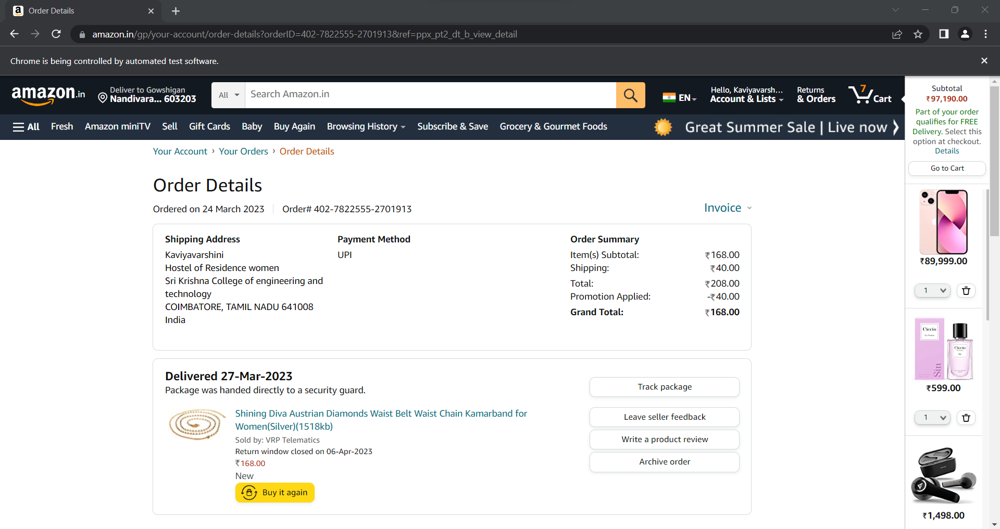 Order Details
amazon.in/gp/your-account/order-details?orderID=402-7822555-2701913&ref=ppx_pt2_dt_b_view_detail
Chrome is being controlled by automated test software.
amazon.in
Deliver to Gowshigan
Nandivara... 603203
All
Search Amazon.in
EN
Hello, Kaviyavarsh...
Account & Lists
Returns
& Orders
7
Cart
All
Fresh
Amazon miniTV
Sell
Gift Cards
Baby
Buy Again
Browsing History
Subscribe & Save
Grocery & Gourmet Foods
Great Summer Sale | Live now
Your Account › Your Orders › Order Details
Order Details
Ordered on 24 March 2023
Order# 402-7822555-2701913
Invoice
Shipping Address
Kaviyavarshini
Hostel of Residence women
Sri Krishna College of engineering and
technology
COIMBATORE, TAMIL NADU 641008
India
Payment Method
UPI
Order Summary
Item(s) Subtotal: ₹168.00
Shipping: ₹40.00
Total: ₹208.00
Promotion Applied: -₹40.00
Grand Total: ₹168.00
Delivered 27-Mar-2023
Package was handed directly to a security guard.
Shining Diva Austrian Diamonds Waist Belt Waist Chain Kamarband for
Women(Silver)(1518kb)
Sold by: VRP Telematics
Return window closed on 06-Apr-2023
₹168.00
New
Buy it again
Track package
Leave seller feedback
Write a product review
Archive order
Subtotal
₹97,190.00
Part of your order
qualifies for FREE
Delivery. Select this
option at checkout.
Details
Go to Cart
₹89,999.00
1
Ciccio
Sin
Ciccio
₹599.00
1
₹1,498.00